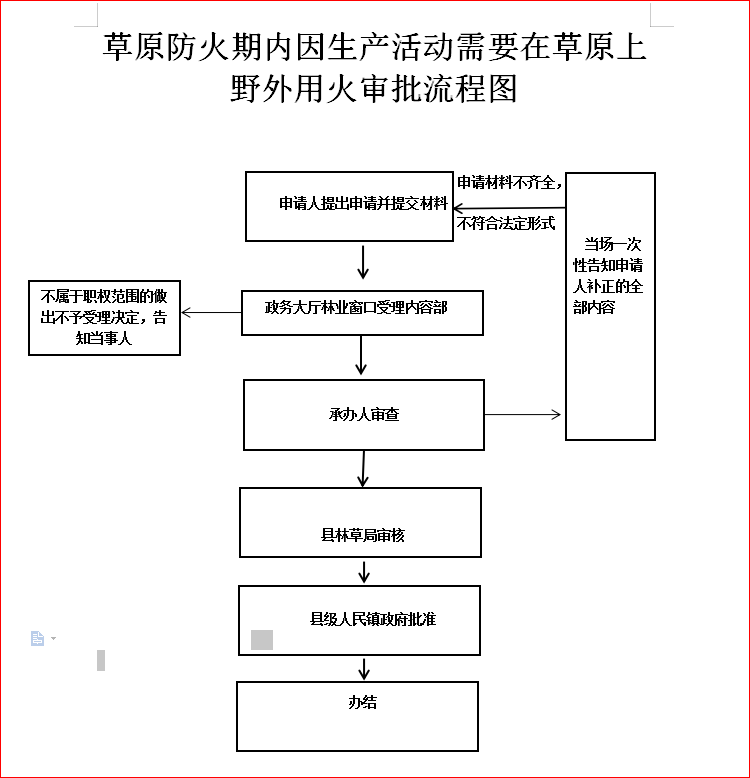 草原防火期内因生产活动需要在草原上
野外用火审批流程图
申请人提出申请并提交材料
申请材料不齐全，
不符合法定形式
当场一次
性告知申请
人补正的全
部内容
不属于职权范围的做
出不予受理决定，告
知当事人
政务大厅林业窗口受理内容部
承办人审查
县林草局审核
县级人民镇政府批准
办结